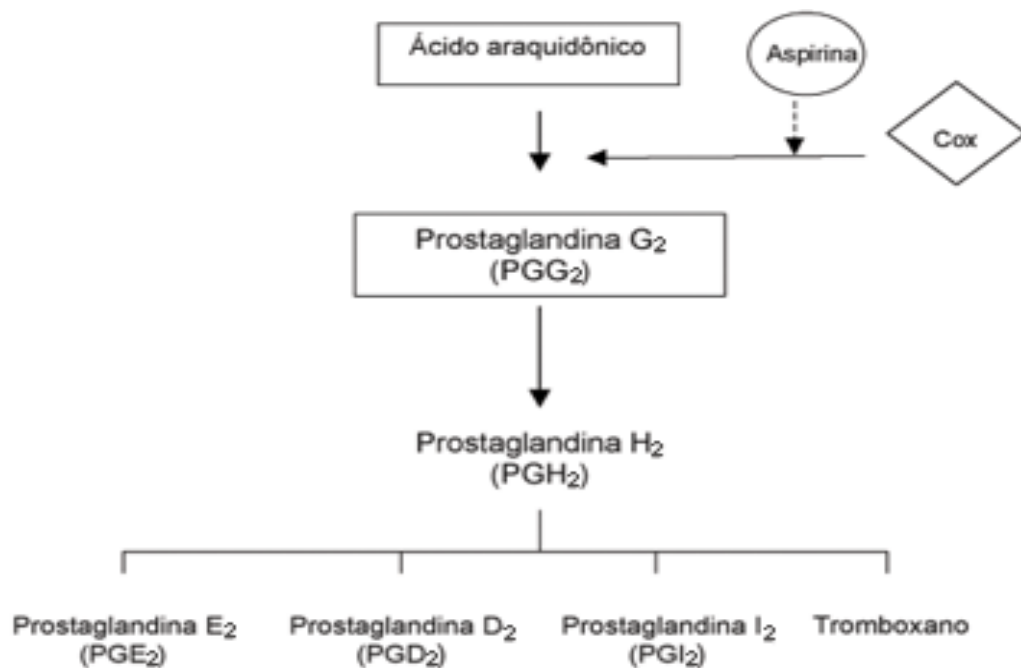 Ácido araquidônico
Aspirina
Cox
Prostaglandina G₂
(PGG₂)
Prostaglandina H₂
(PGH₂)
Prostaglandina E₂
(PGE₂)
Prostaglandina D₂
(PGD₂)
Prostaglandina I₂
(PGI₂)
Tromboxano